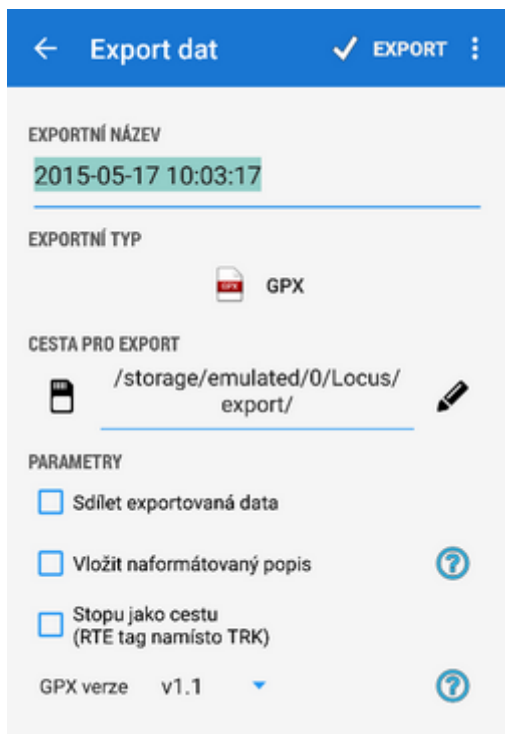 Export dat
EXPORT
EXPORTNÍ NÁZEV
2015-05-17 10:03:17
EXPORTNÍ TYP
GPX
GPX
CESTA PRO EXPORT
/storage/emulated/0/Locus/
export/
PARAMETRY
Sdílet exportovaná data
Vložit naformátovaný popis
?
Stopu jako cestu
(RTE tag namísto TRK)
GPX verze v1.1
?